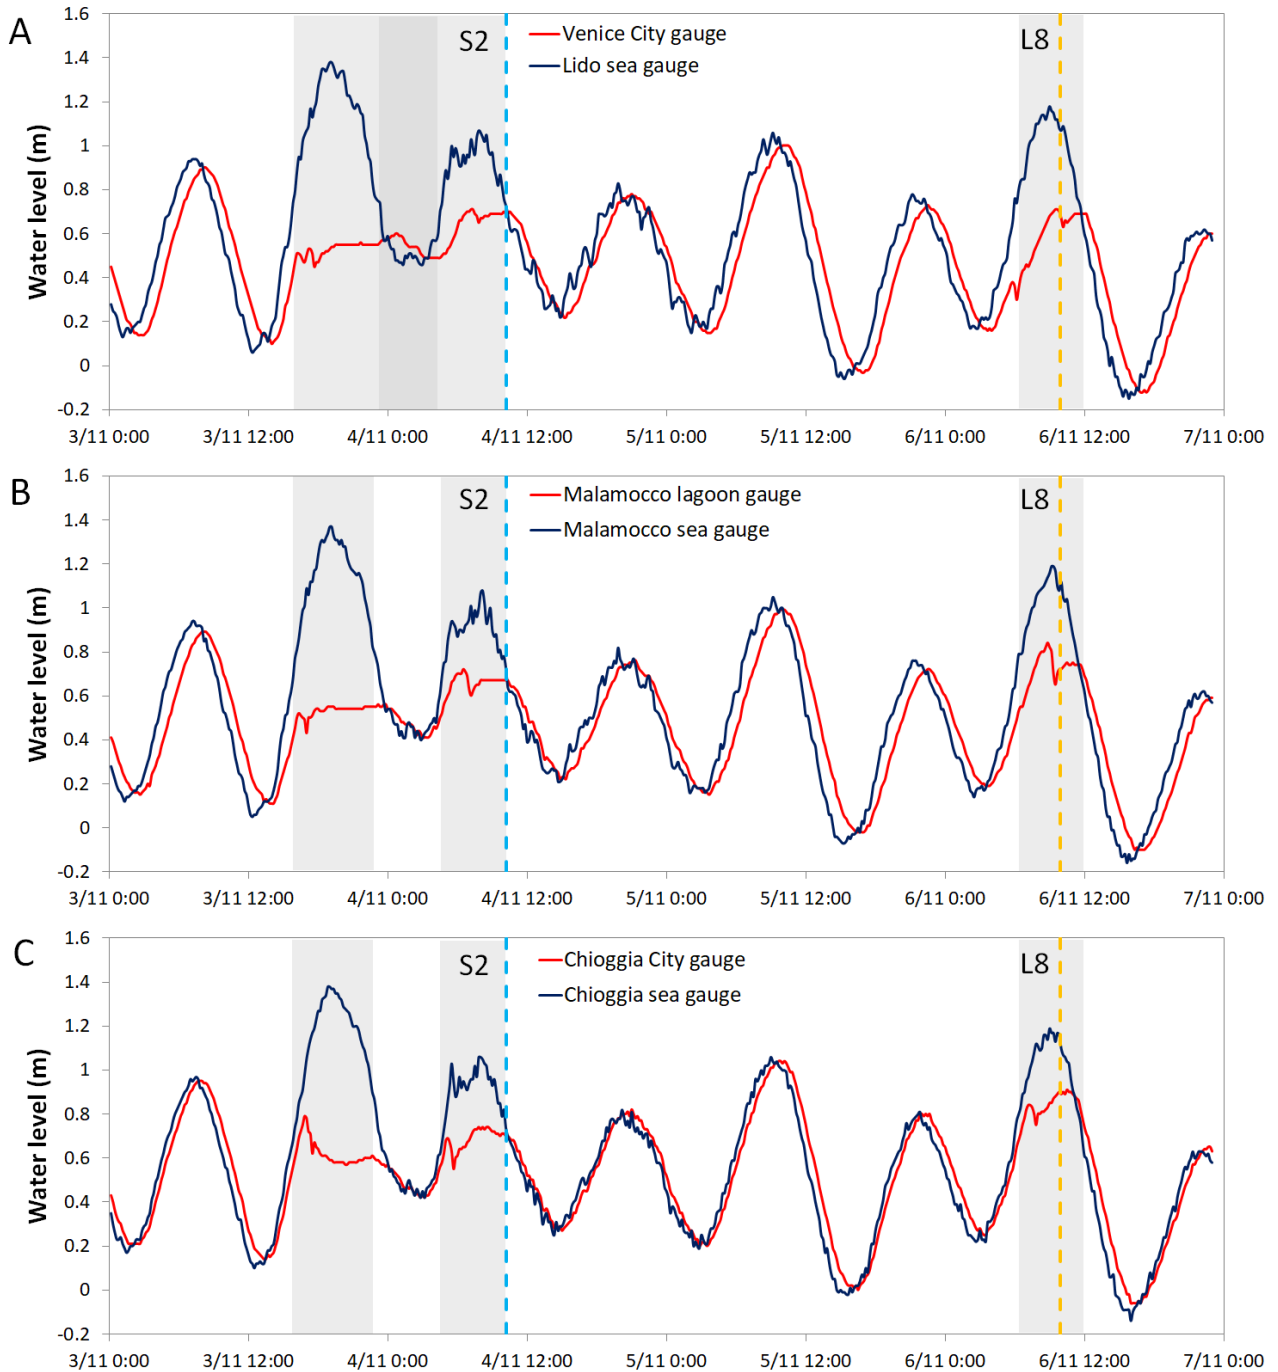 A
Water level (m)
1.6
1.4
1.2
1
0.8
0.6
0.4
0.2
0
-0.2
S2
L8
Venice City gauge
Lido sea gauge
3/11 0:00 3/11 12:00 4/11 0:00 4/11 12:00 5/11 0:00 5/11 12:00 6/11 0:00 6/11 12:00 7/11 0:00
B
Water level (m)
1.6
1.4
1.2
1
0.8
0.6
0.4
0.2
0
-0.2
S2
L8
Malamocco lagoon gauge
Malamocco sea gauge
3/11 0:00 3/11 12:00 4/11 0:00 4/11 12:00 5/11 0:00 5/11 12:00 6/11 0:00 6/11 12:00 7/11 0:00
C
Water level (m)
1.6
1.4
1.2
1
0.8
0.6
0.4
0.2
0
-0.2
S2
L8
Chioggia City gauge
Chioggia sea gauge
3/11 0:00 3/11 12:00 4/11 0:00 4/11 12:00 5/11 0:00 5/11 12:00 6/11 0:00 6/11 12:00 7/11 0:00